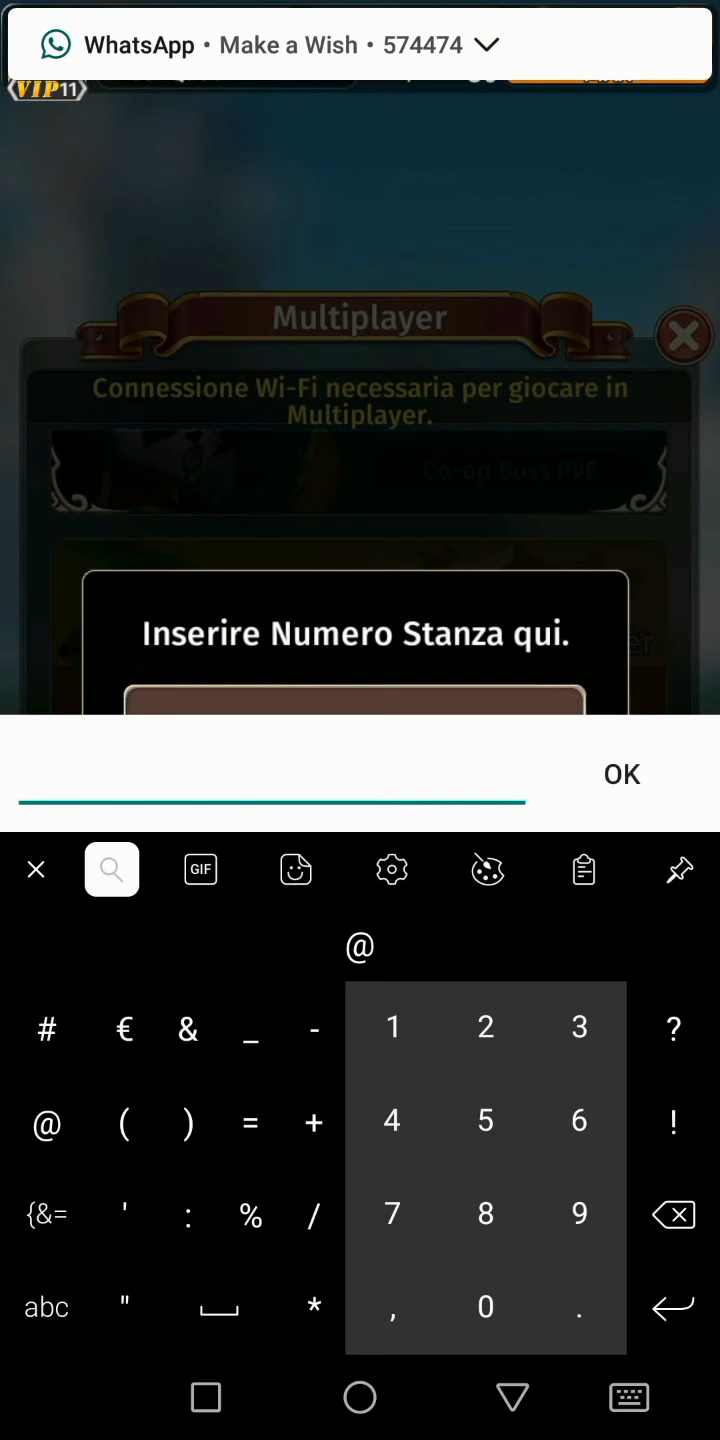 WhatsApp • Make a Wish • 574474
VIP11
Multiplayer
Connessione Wi-Fi necessaria per giocare in
Multiplayer.
Co-op Boss PVE
Inserire Numero Stanza qui.
OK
GIF
@
# € & _ - 1 2 3 ?
@ ( ) = + 4 5 6 !
{&= ' : % / 7 8 9
abc " * , 0 .